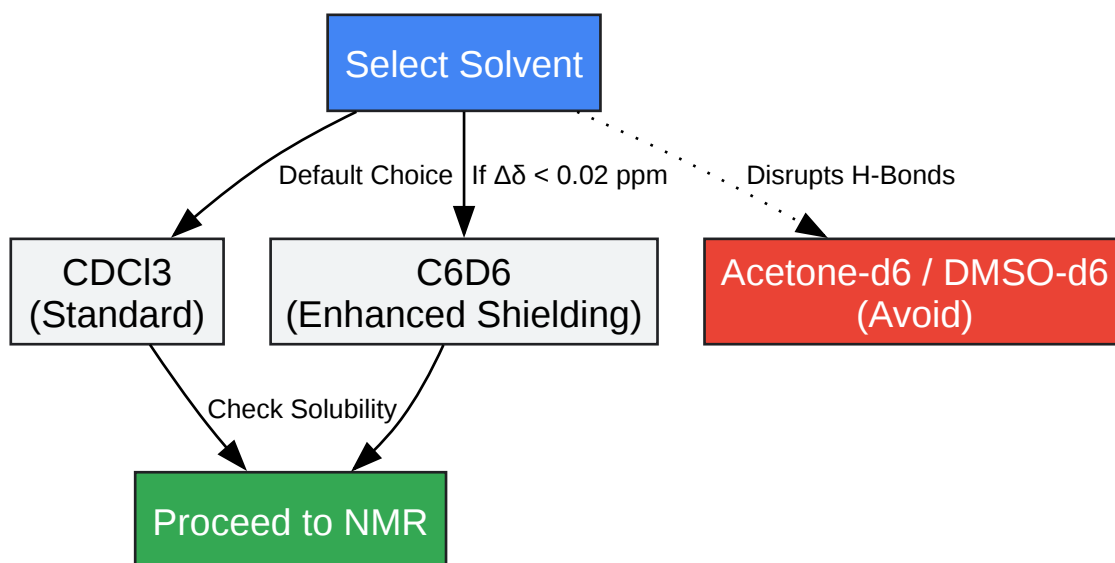 Select Solvent
Default Choice
If Δδ < 0.02 ppm
Disrupts H-Bonds
CDCl3
(Standard)
C6D6
(Enhanced Shielding)
Acetone-d6 / DMSO-d6
(Avoid)
Check Solubility
Proceed to NMR